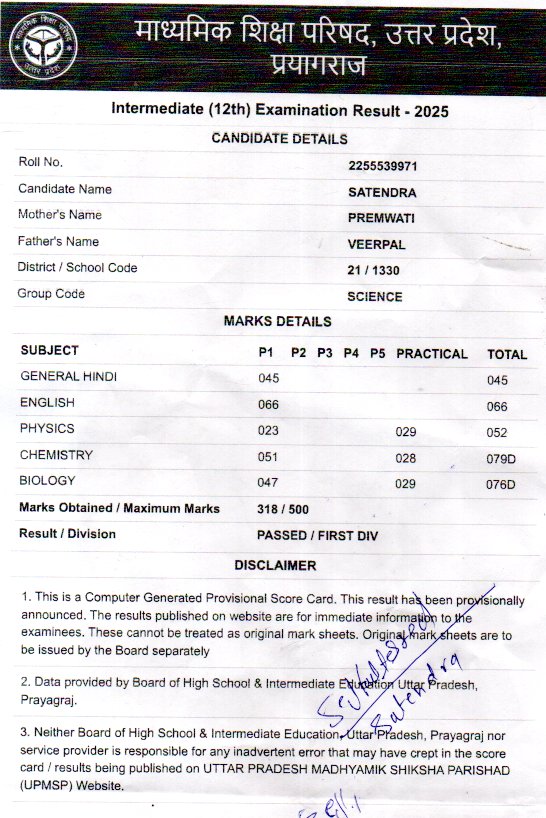 माध्यमिक शिक्षा परिषद, उत्तर प्रदेश,
प्रयागराज
Intermediate (12th) Examination Result - 2025
CANDIDATE DETAILS
Roll No. 2255539971
Candidate Name SATENDRA
Mother's Name PREMWATI
Father's Name VEERPAL
District / School Code 21 / 1330
Group Code SCIENCE
MARKS DETAILS
SUBJECT P1 P2 P3 P4 P5 PRACTICAL TOTAL
GENERAL HINDI 045 045
ENGLISH 066 066
PHYSICS 023 029 052
CHEMISTRY 051 028 079D
BIOLOGY 047 029 076D
Marks Obtained / Maximum Marks 318 / 500
Result / Division PASSED / FIRST DIV
DISCLAIMER
1. This is a Computer Generated Provisional Score Card. This result has been provisionally
announced. The results published on website are for immediate information to the
examinees. These cannot be treated as original mark sheets. Original mark sheets are to
be issued by the Board separately
2. Data provided by Board of High School & Intermediate Education Uttar Pradesh,
Prayagraj.
3. Neither Board of High School & Intermediate Education, Uttar Pradesh, Prayagraj nor
service provider is responsible for any inadvertent error that may have crept in the score
card / results being published on UTTAR PRADESH MADHYAMIK SHIKSHA PARISHAD
(UPMSP) Website.
Satendra